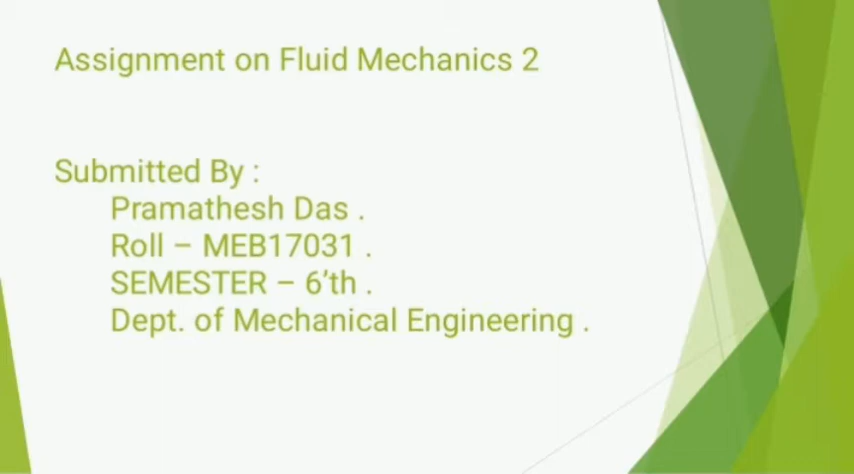 Assignment on Fluid Mechanics 2
Submitted By :
Pramathesh Das .
Roll – MEB17031 .
SEMESTER – 6’th .
Dept. of Mechanical Engineering .